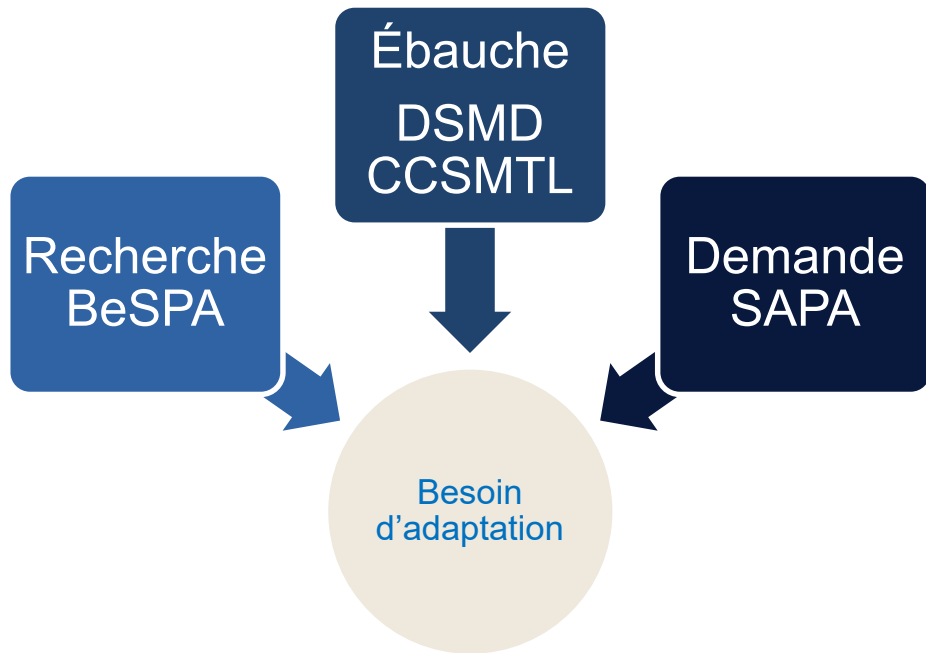 Ébauche
DSMD
CCSMTL
Recherche
BeSPA
Demande
SAPA
Besoin
d’adaptation